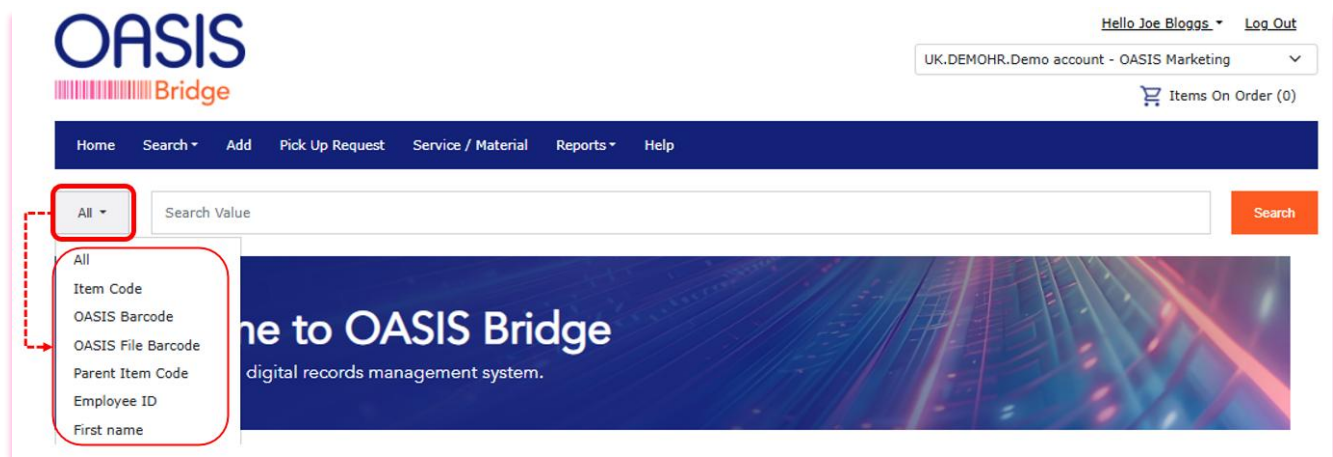 OASIS
Bridge
Hello Joe Bloggs Log Out
UK.DEMOHR.Demo account - OASIS Marketing
Items On Order (0)
Home Search Add Pick Up Request Service / Material Reports Help
All Search Value Search
All
Item Code
OASIS Barcode
OASIS File Barcode
Parent Item Code
Employee ID
First name
to OASIS Bridge
digital records management system.